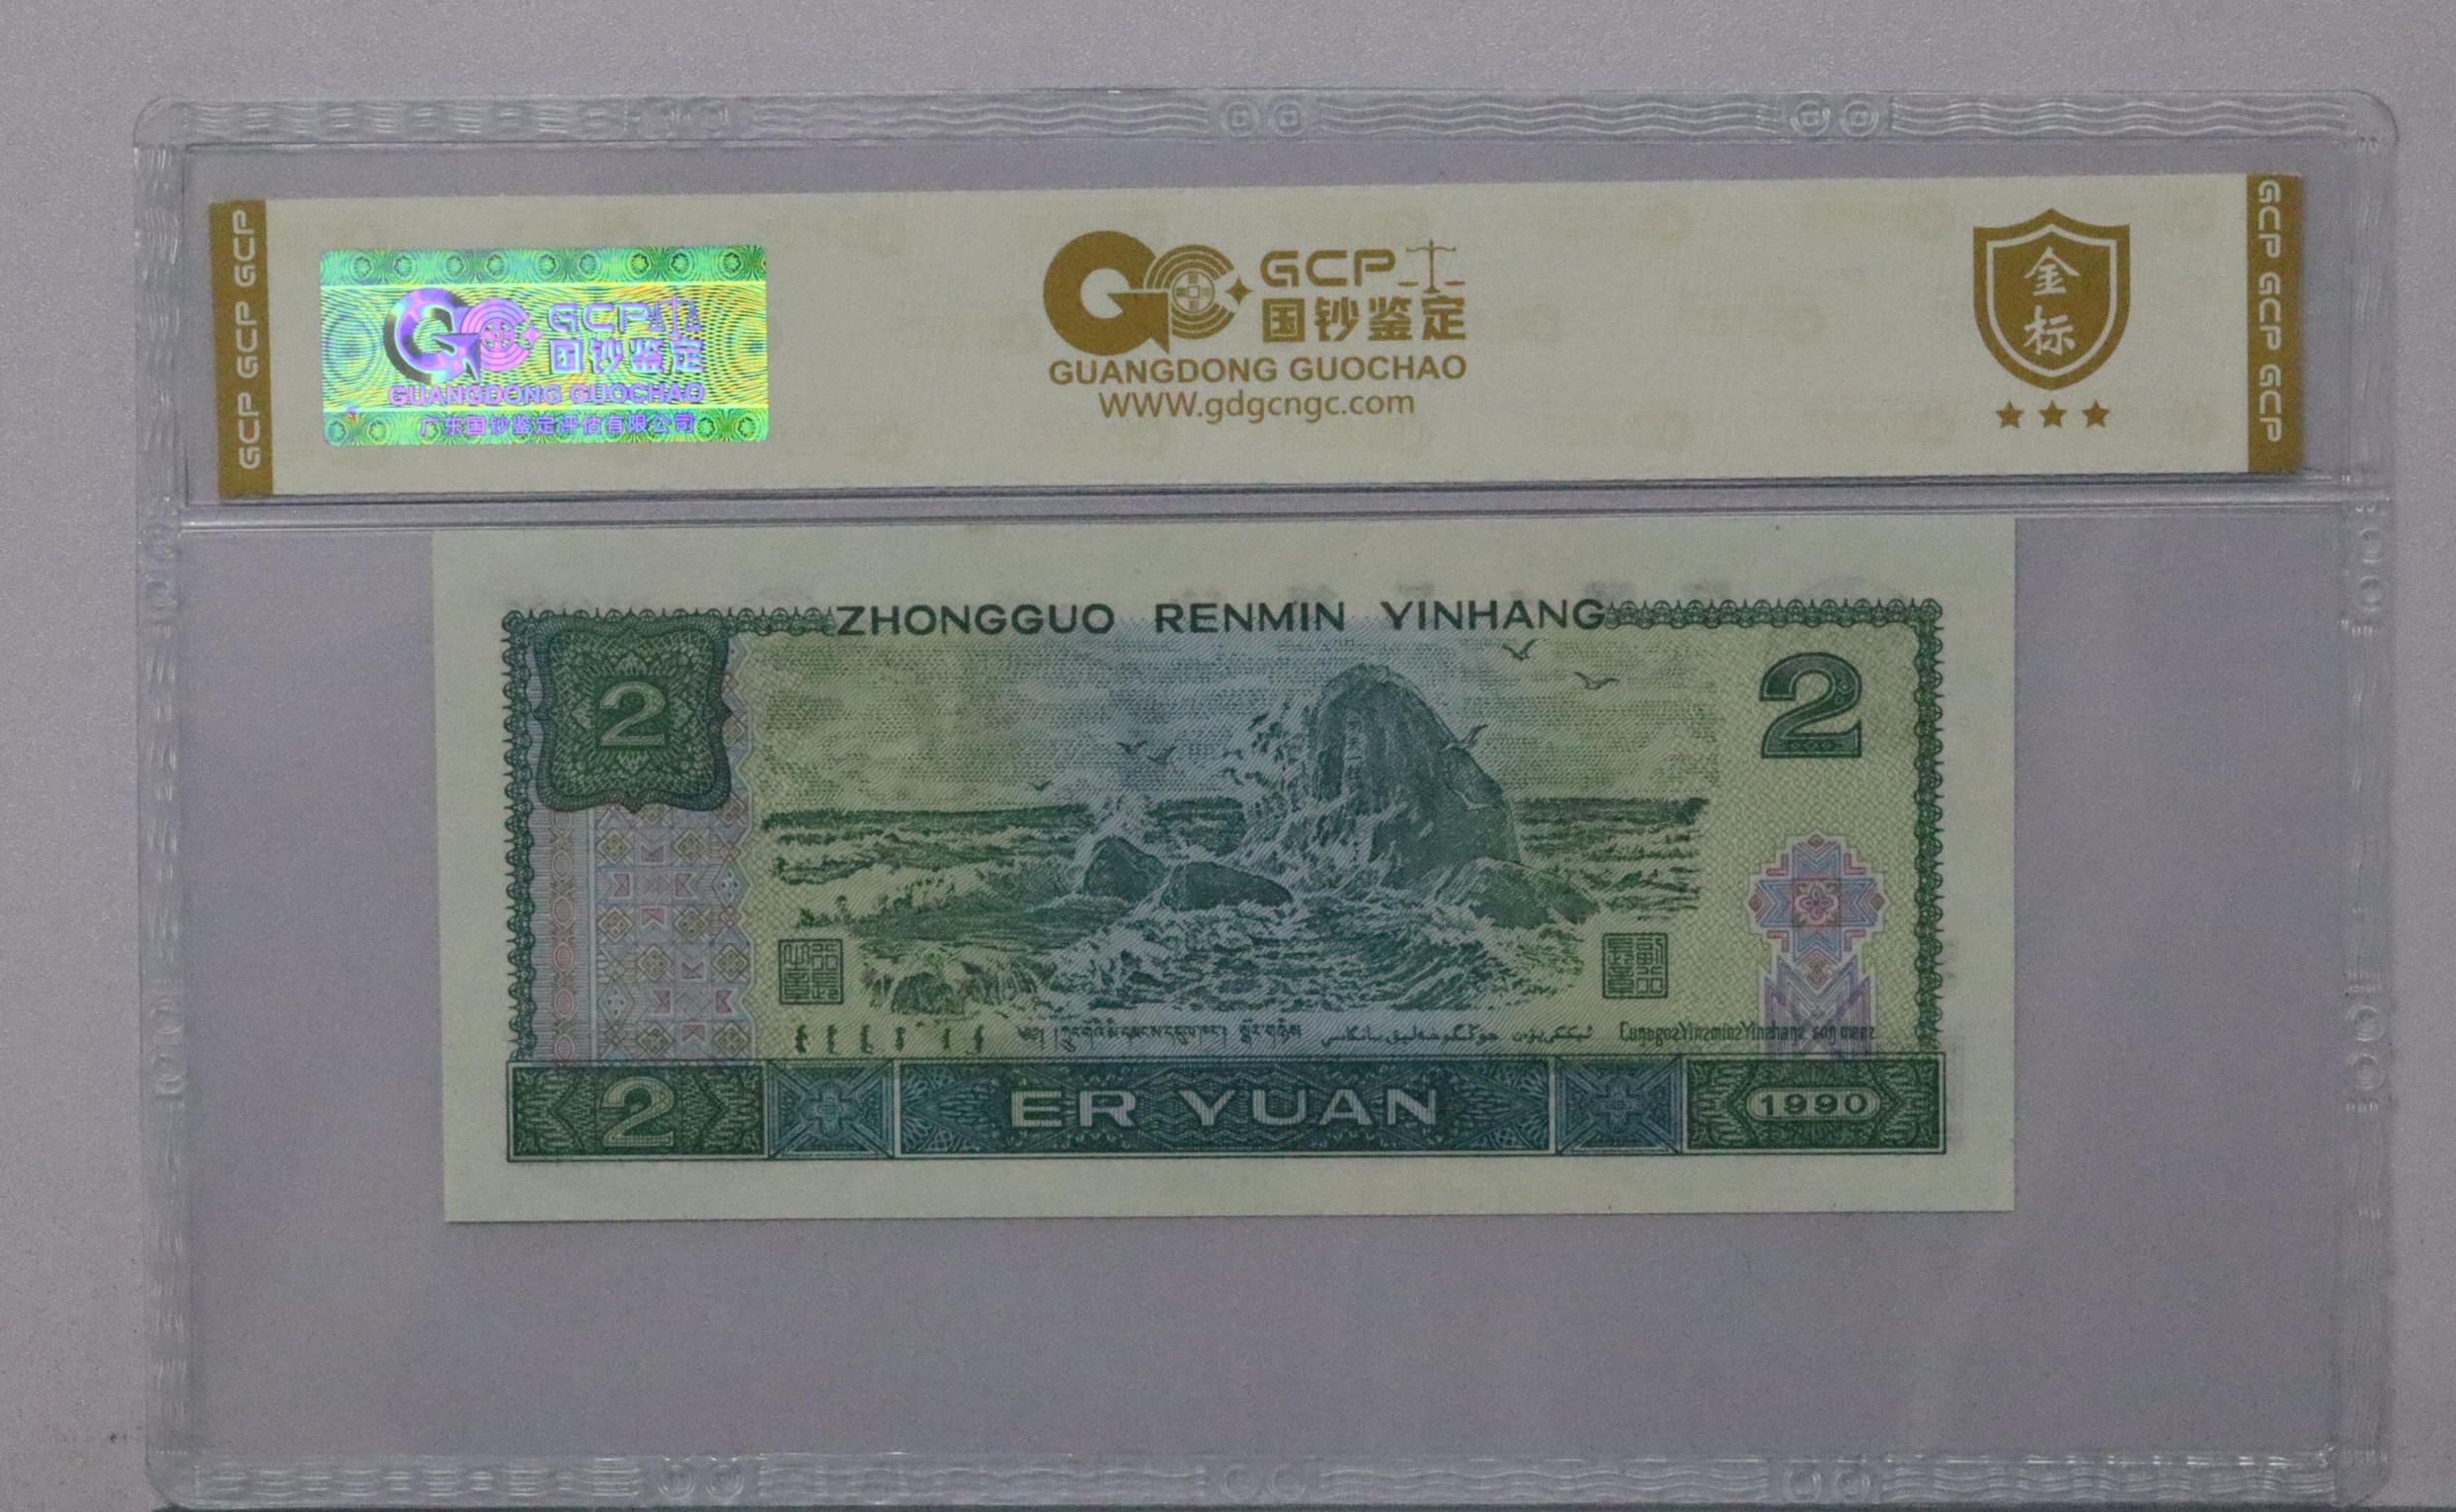 GCP GCP GCP
GCP
国钞鉴定
GUANGDONG GUOCHAO
广东国钞鉴定评估有限公司
GCP
国钞鉴定
GUANGDONG GUOCHAO
WWW.gdgcngc.com
金
标
GCP GCP GCP
ZHONGGUO RENMIN YINHANG
2
2
2
ER YUAN
1990